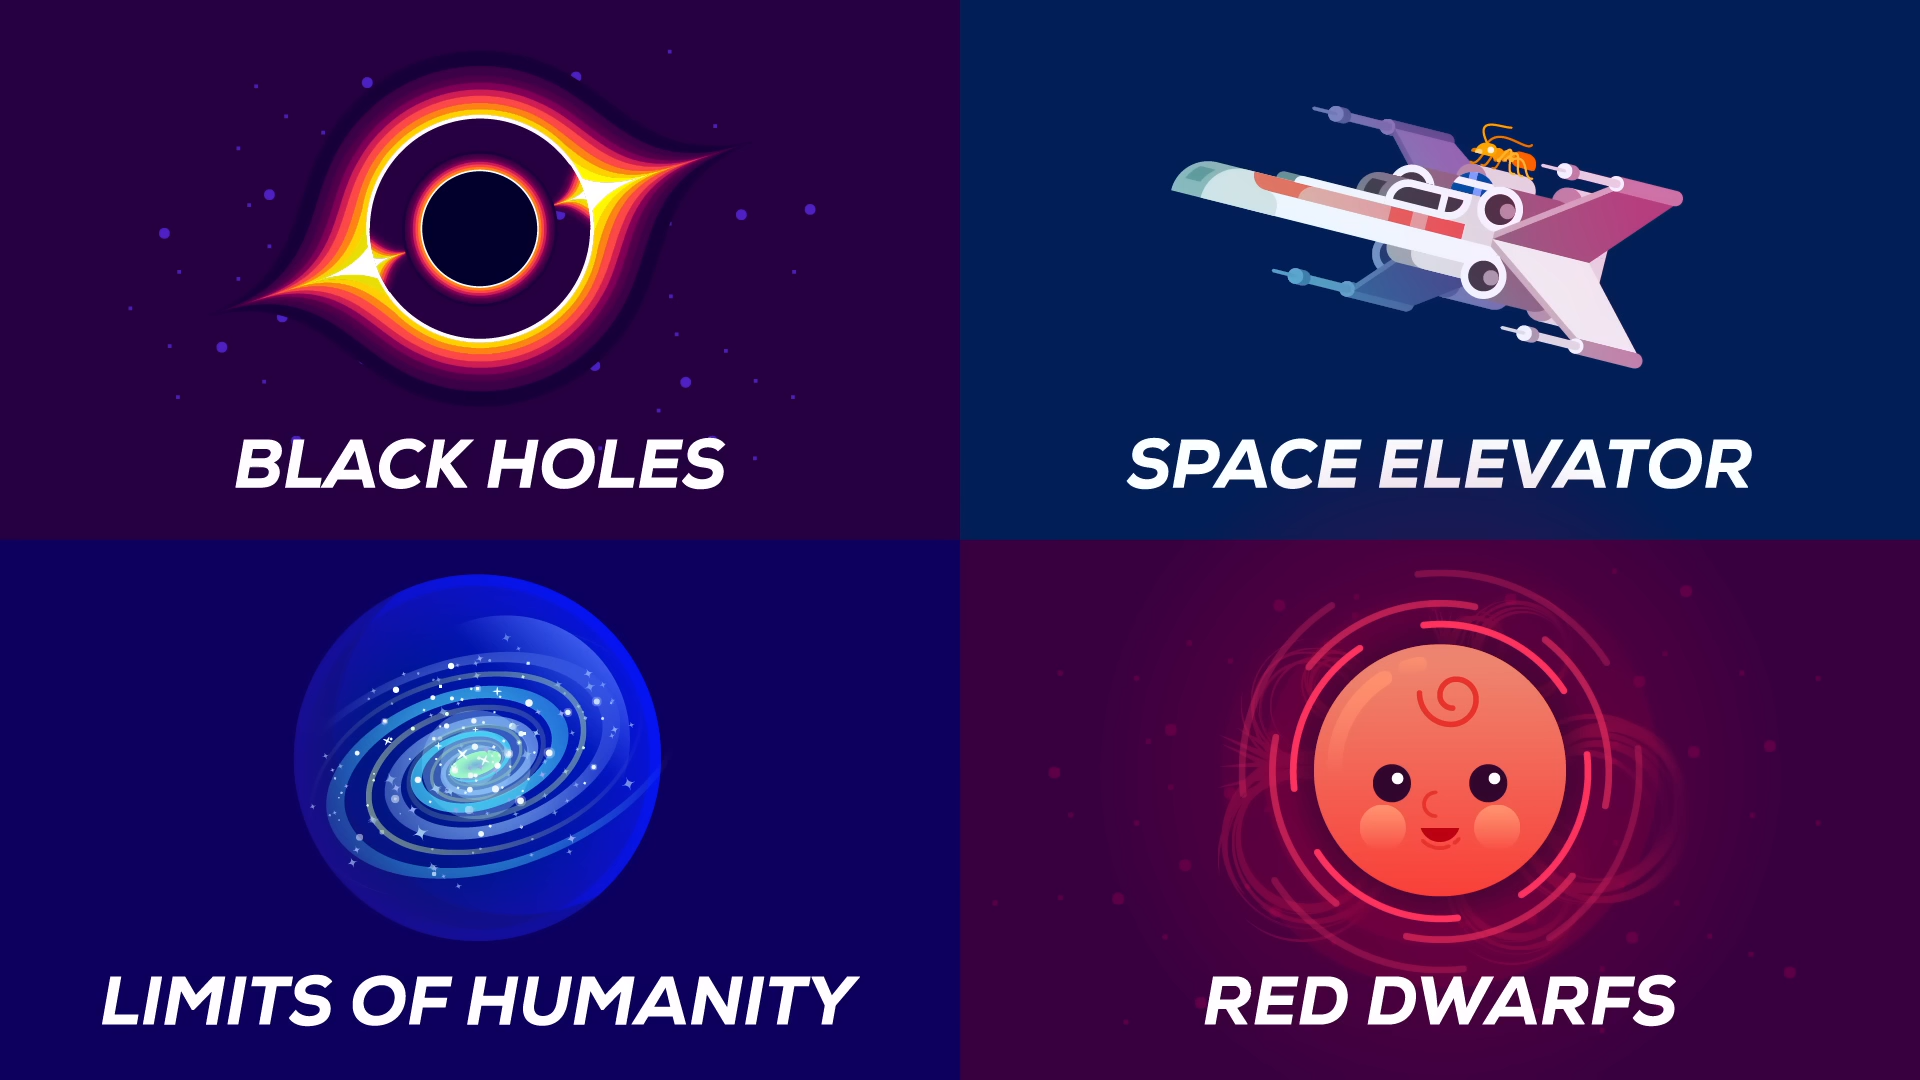 BLACK HOLES
SPACE ELEVATOR
LIMITS OF HUMANITY
RED DWARFS